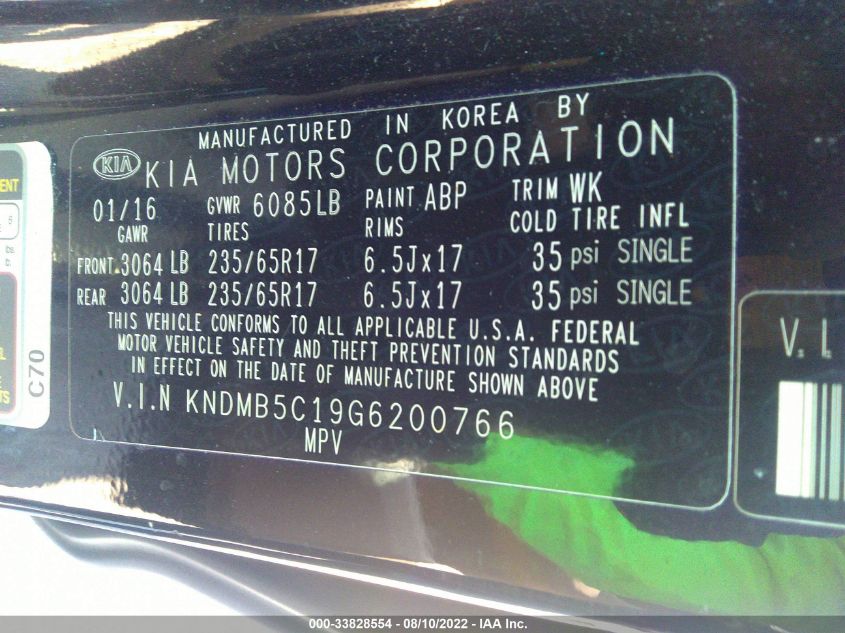 MANUFACTURED IN KOREA BY
KIA KIA MOTORS CORPORATION
01/16 GVWR 6085LB PAINT ABP TRIM WK
GAWR TIRES RIMS COLD TIRE INFL
FRONT 3064 LB 235/65R17 6.5Jx17 35 psi SINGLE
REAR 3064 LB 235/65R17 6.5Jx17 35 psi SINGLE
THIS VEHICLE CONFORMS TO ALL APPLICABLE U.S.A. FEDERAL
MOTOR VEHICLE SAFETY AND THEFT PREVENTION STANDARDS
IN EFFECT ON THE DATE OF MANUFACTURE SHOWN ABOVE
V.I.N KNDMB5C19G6200766
MPV
C70
V.I.
000-33828554 - 08/10/2022 - IAA Inc.